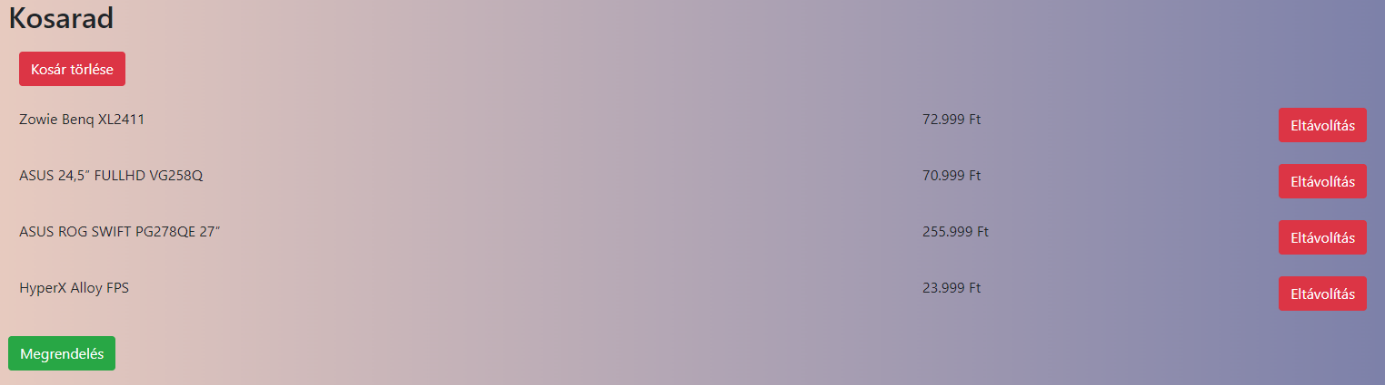 Kosarad
Kosár törlése
Zowie Benq XL2411 72.999 Ft Eltávolítás
ASUS 24,5” FULLHD VG258Q 70.999 Ft Eltávolítás
ASUS ROG SWIFT PG278QE 27” 255.999 Ft Eltávolítás
HyperX Alloy FPS 23.999 Ft Eltávolítás
Megrendelés